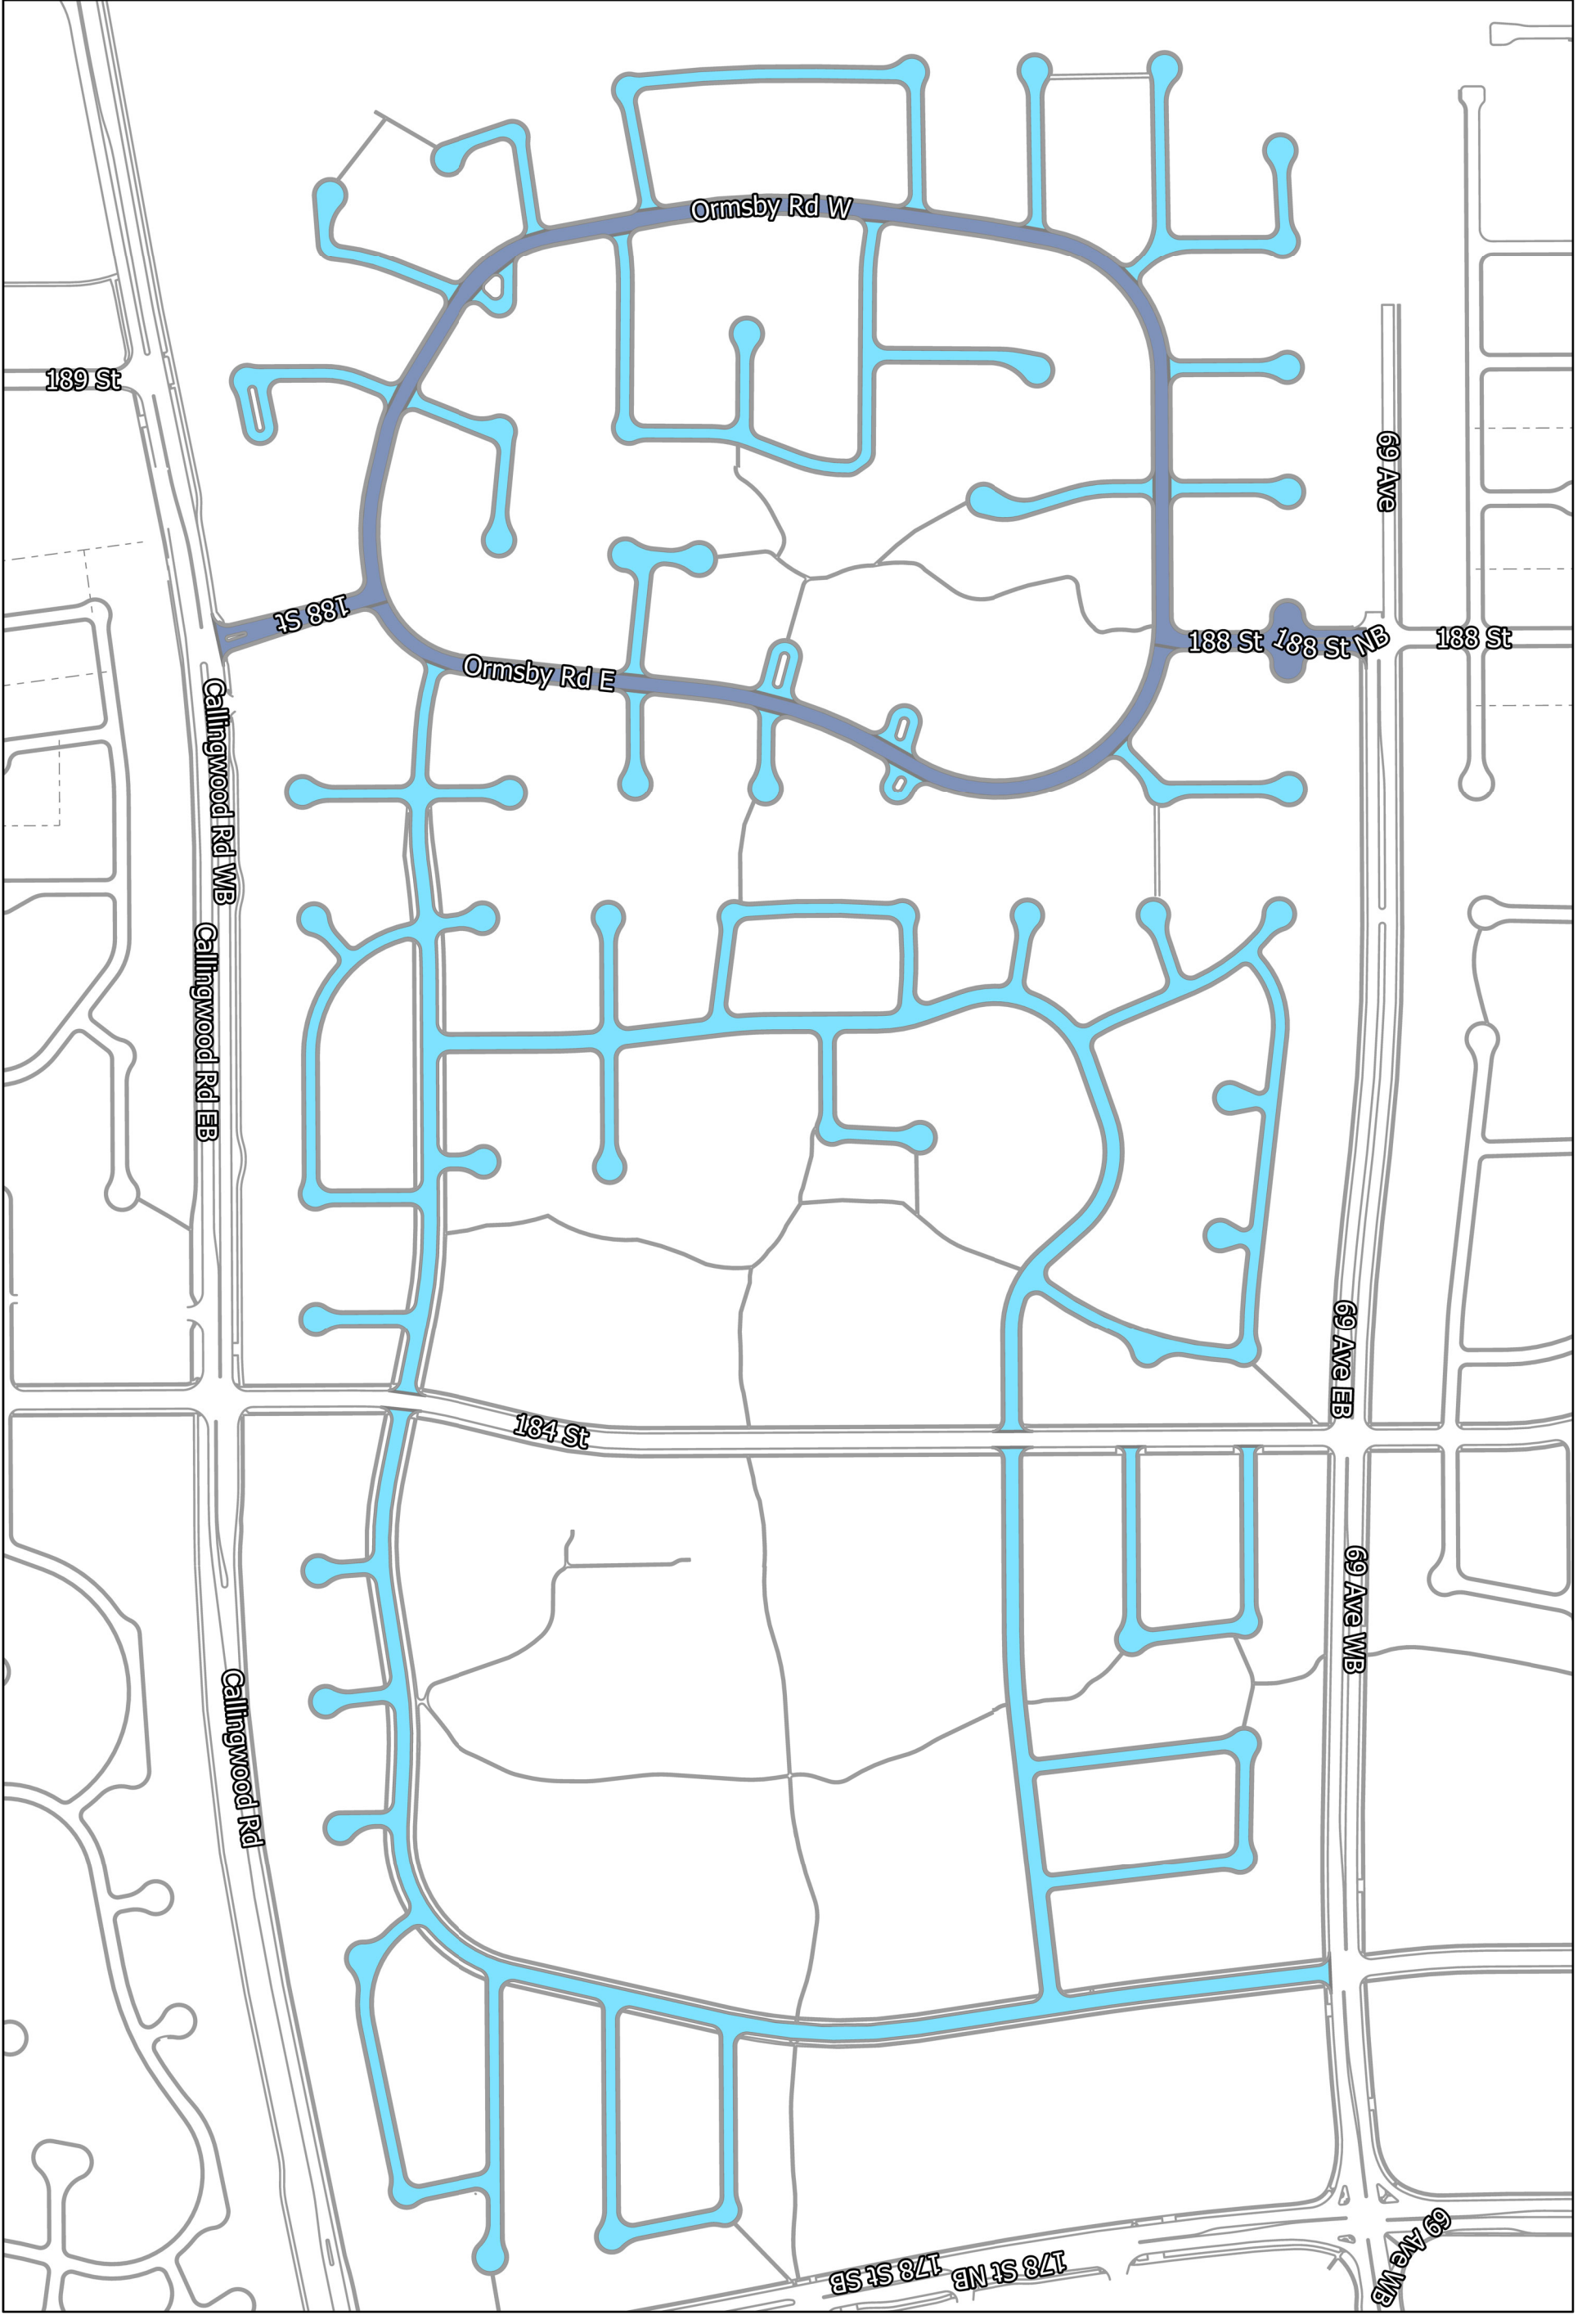 Ormsby Rd W
189 St
69 Ave
188 St
188 St
188 St NB
188 St
Ormsby Rd E
Callingwood Rd WB
Callingwood Rd EB
69 Ave EB
184 St
69 Ave WB
Callingwood Rd
178 St SB
178 St NB
69 Ave WB